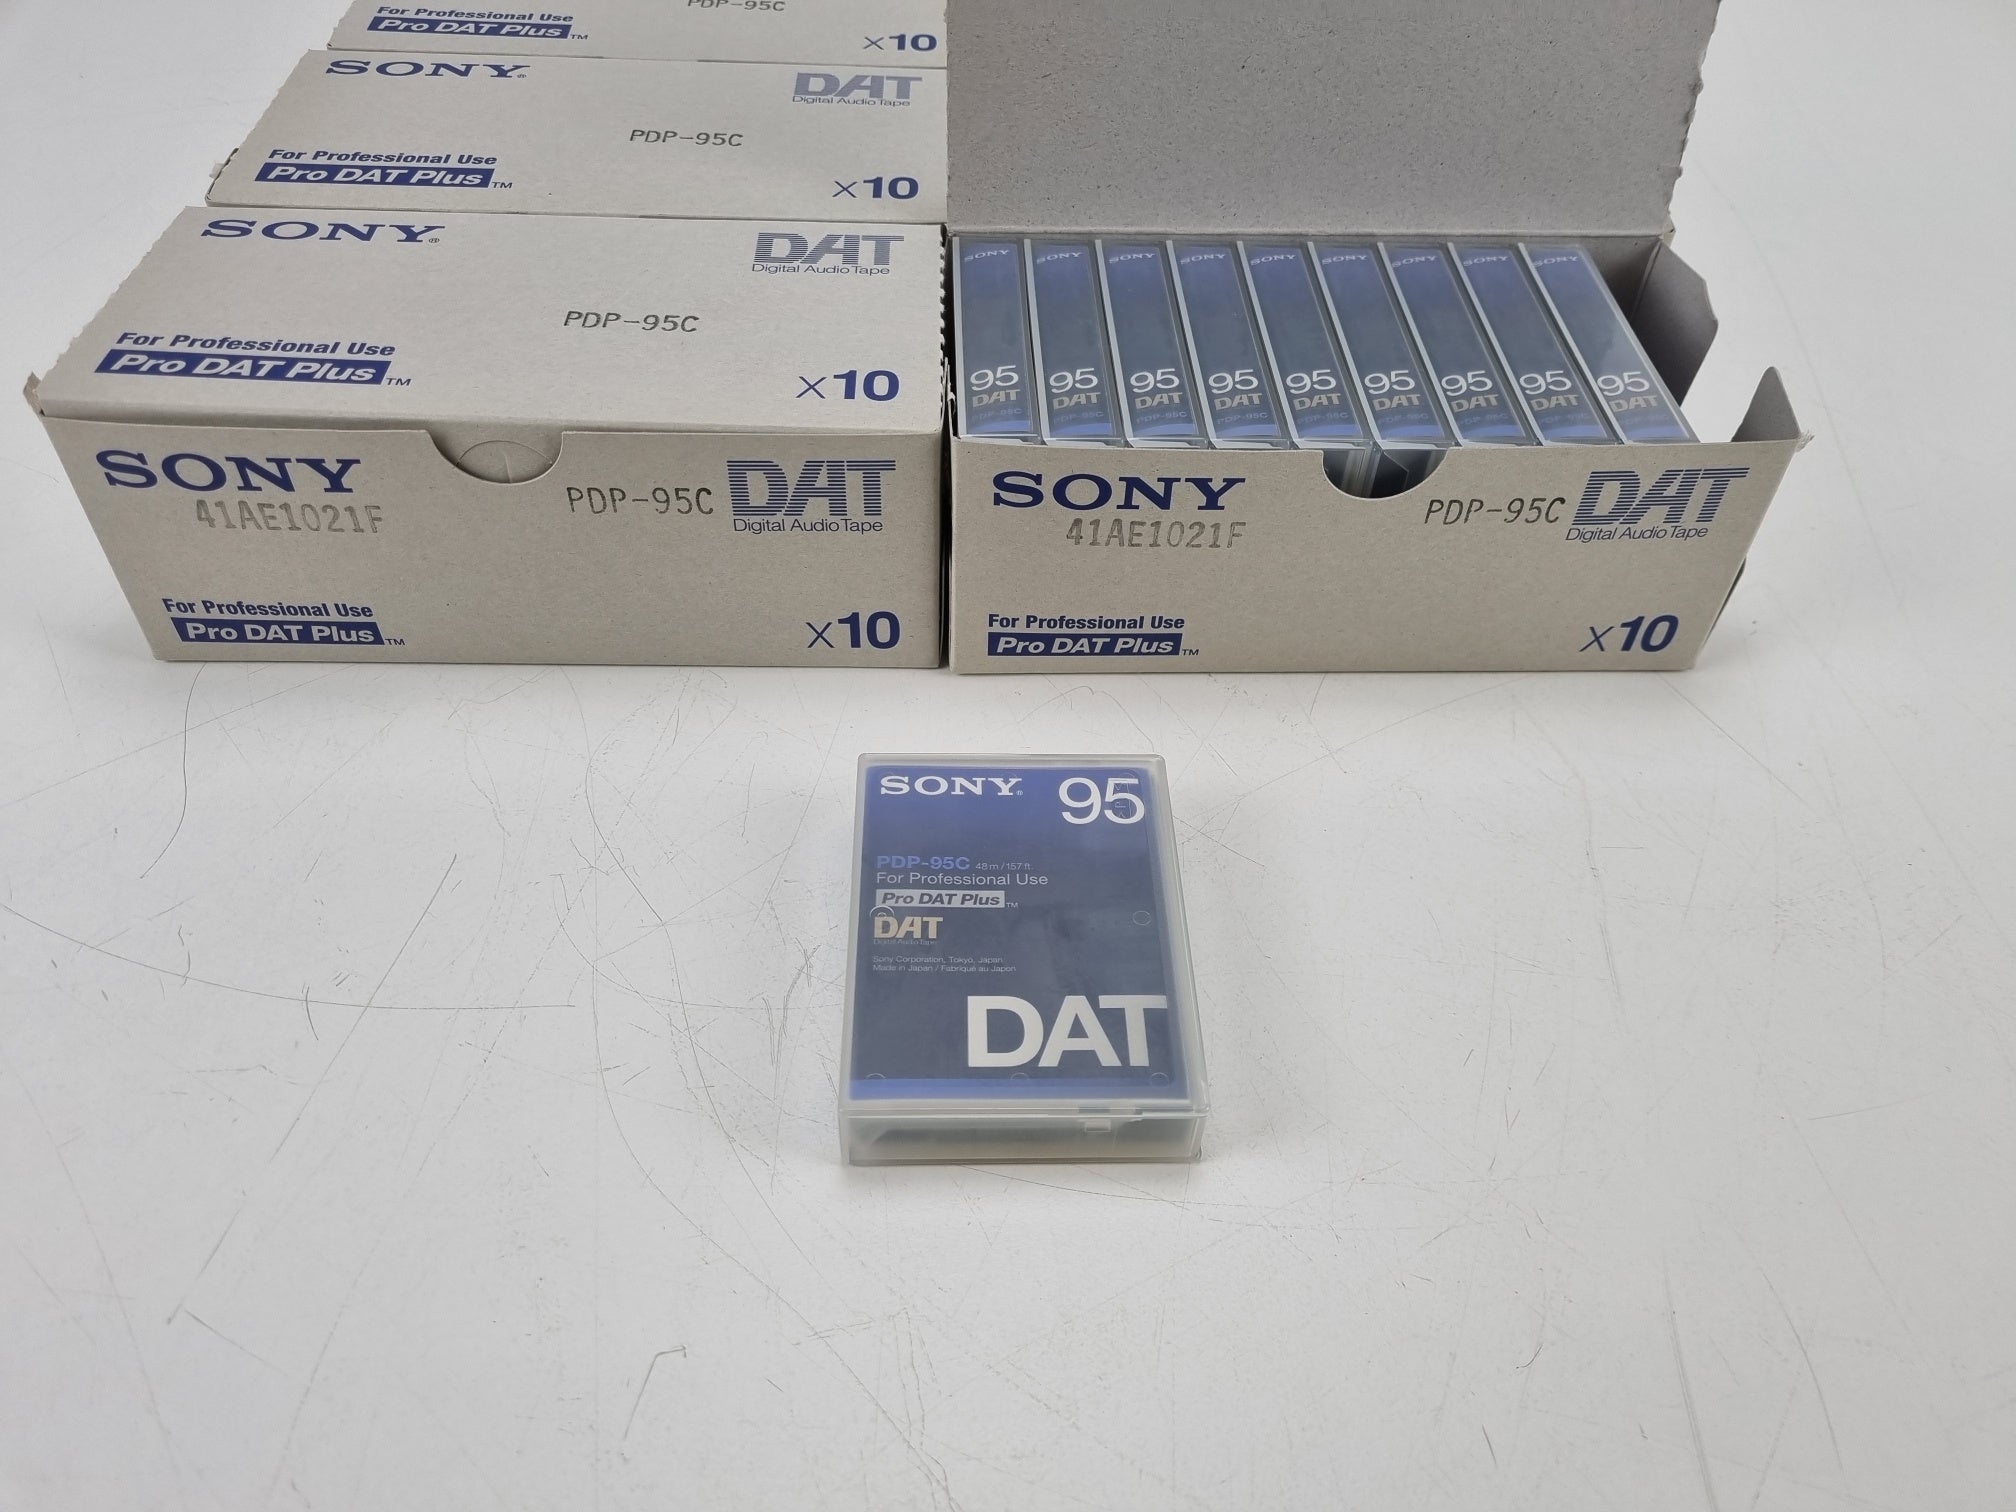 PDP-95C
For Professional Use
Pro DAT Plus™
x10
SONY®
DAT
Digital Audio Tape
PDP-95C
For Professional Use
Pro DAT Plus™
x10
SONY®
DAT
Digital Audio Tape
PDP-95C
For Professional Use
Pro DAT Plus™
x10
SONY
41AE1021F
PDP-95C
DAT
Digital Audio Tape
For Professional Use
Pro DAT Plus™
x10
SONY SONY SONY SONY SONY SONY SONY SONY SONY
95 95 95 95 95 95 95 95 95
DAT DAT DAT DAT DAT DAT DAT DAT DAT
PDP-95C PDP-95C PDP-95C PDP-95C PDP-95C PDP-95C PDP-95C PDP-95C PDP-95C
SONY
41AE1021F
PDP-95C
DAT
Digital Audio Tape
For Professional Use
Pro DAT Plus™
x10
SONY® 95
PDP-95C 48m/157ft.
For Professional Use
Pro DAT Plus™
DAT
Digital Audio Tape
Sony Corporation, Tokyo, Japan
Made in Japan / Fabriqué au Japon
DAT